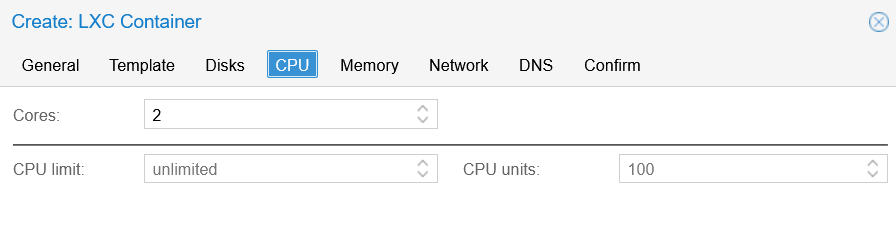 Create: LXC Container
General Template Disks CPU Memory Network DNS Confirm
Cores: 2
CPU limit: unlimited CPU units: 100